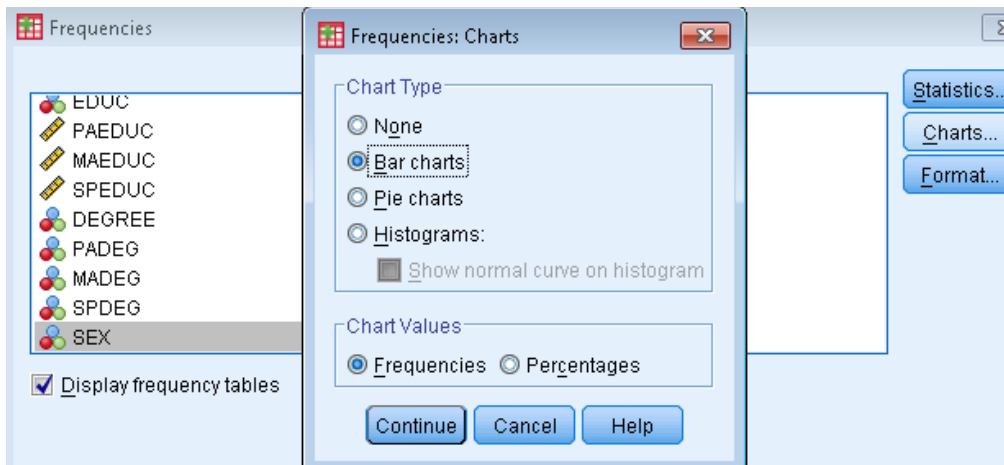 Frequencies
EDUC
PAEDUC
MAEDUC
SPEDUC
DEGREE
PADEG
MADEG
SPDEG
SEX
Display frequency tables
Frequencies: Charts
Chart Type
None
Bar charts
Pie charts
Histograms:
Show normal curve on histogram
Chart Values
Frequencies Percentages
Continue Cancel Help
Statistics...
Charts...
Format...